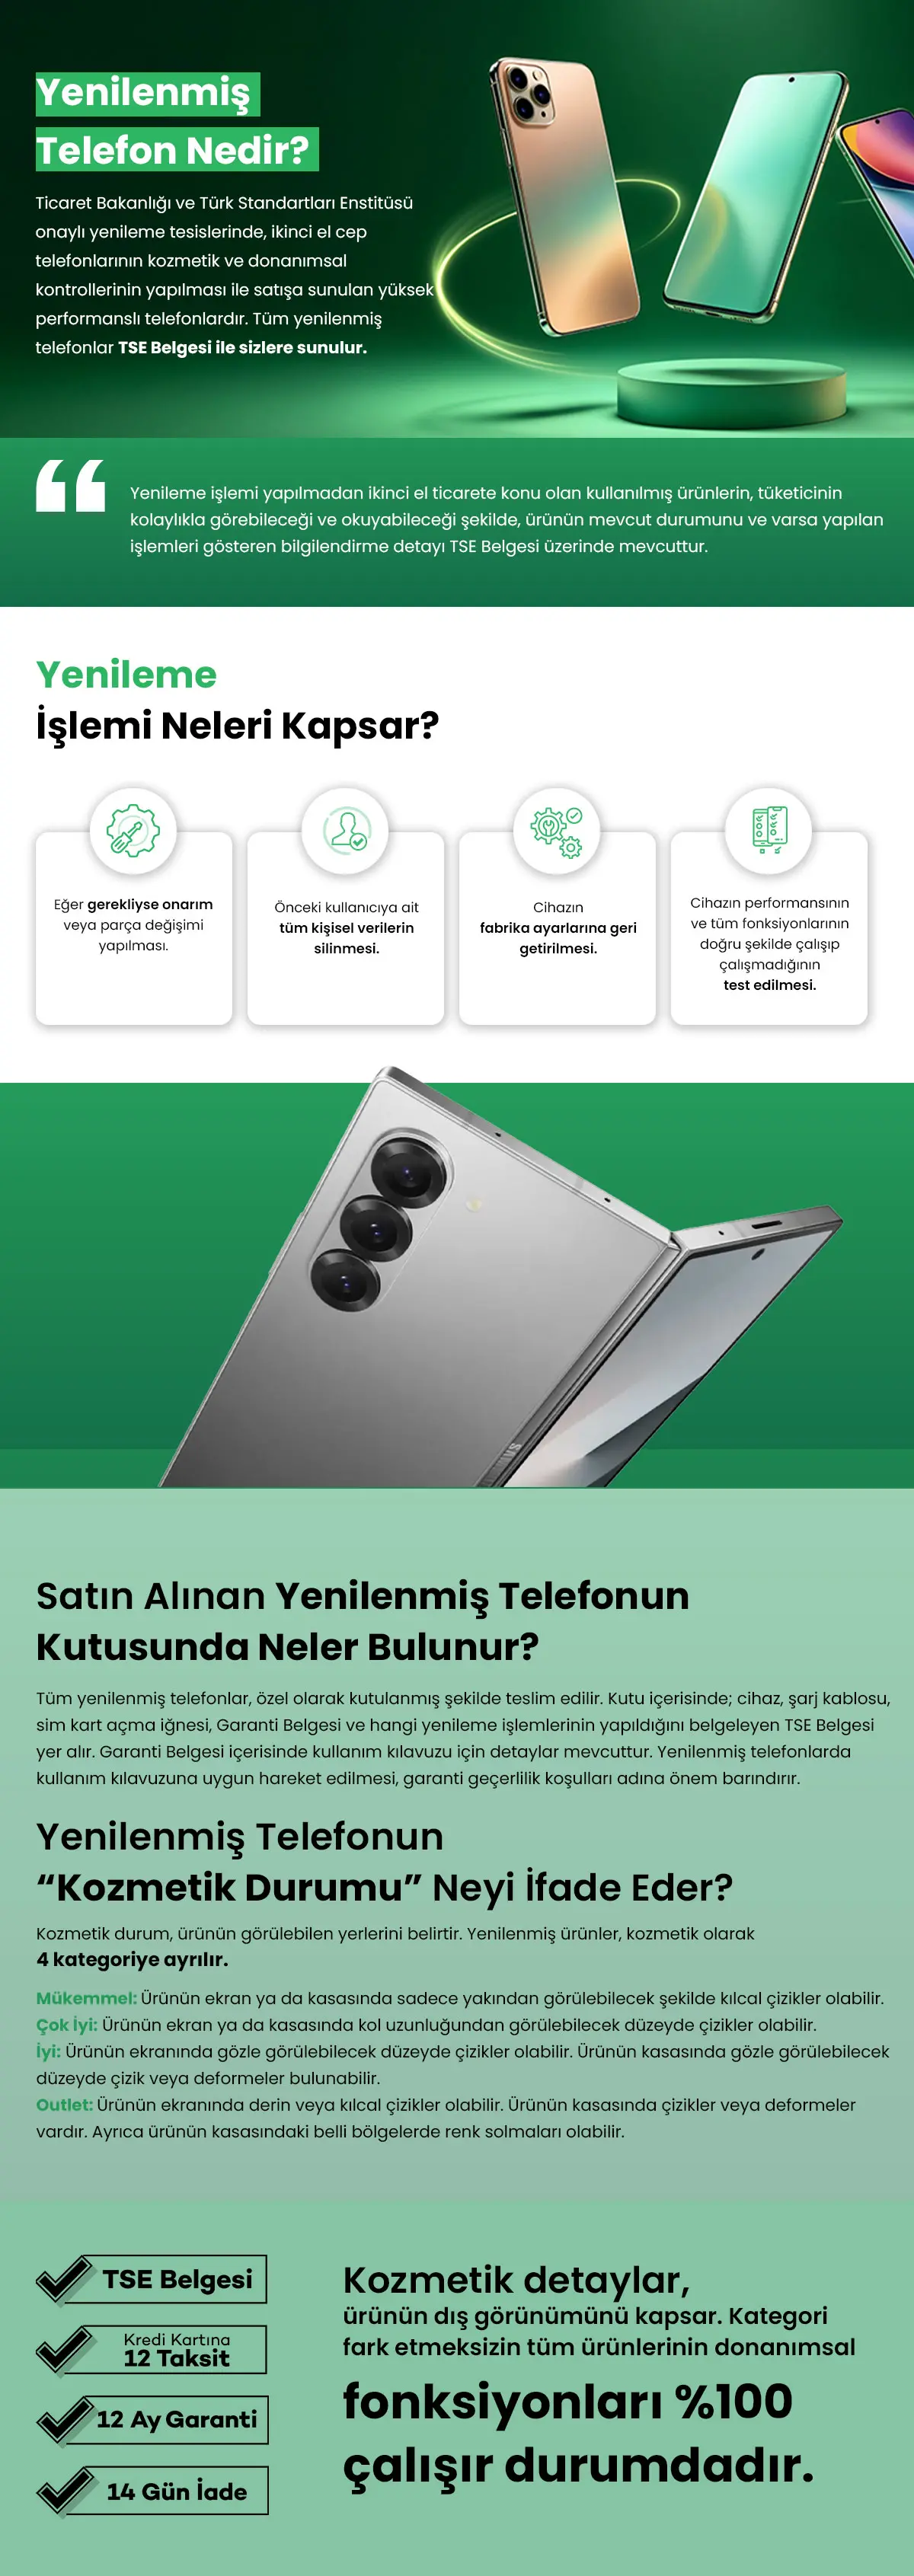 Yenilenmiş
Telefon Nedir?
Ticaret Bakanlığı ve Türk Standartları Enstitüsü
onaylı yenileme tesislerinde, ikinci el cep
telefonlarının kozmetik ve donanımsal
kontrollerinin yapılması ile satışa sunulan yüksek
performanslı telefonlardır. Tüm yenilenmiş
telefonlar TSE Belgesi ile sizlere sunulur.
“
Yenileme işlemi yapılmadan ikinci el ticarete konu olan kullanılmış ürünlerin, tüketicinin
kolaylıkla görebileceği ve okuyabileceği şekilde, ürünün mevcut durumunu ve varsa yapılan
işlemleri gösteren bilgilendirme detayı TSE Belgesi üzerinde mevcuttur.
Yenileme
İşlemi Neleri Kapsar?
Eğer gerekliyse onarım
veya parça değişimi
yapılması.
Önceki kullanıcıya ait
tüm kişisel verilerin
silinmesi.
Cihazın
fabrika ayarlarına geri
getirilmesi.
Cihazın performansının
ve tüm fonksiyonlarının
doğru şekilde çalışıp
çalışmadığının
test edilmesi.
Satın Alınan Yenilenmiş Telefonun
Kutusunda Neler Bulunur?
Tüm yenilenmiş telefonlar, özel olarak kutulanmış şekilde teslim edilir. Kutu içerisinde; cihaz, şarj kablosu,
sim kart açma iğnesi, Garanti Belgesi ve hangi yenileme işlemlerinin yapıldığını belgeleyen TSE Belgesi
yer alır. Garanti Belgesi içerisinde kullanım kılavuzu için detaylar mevcuttur. Yenilenmiş telefonlarda
kullanım kılavuzuna uygun hareket edilmesi, garanti geçerlilik koşulları adına önem barındırır.
Yenilenmiş Telefonun
“Kozmetik Durumu” Neyi İfade Eder?
Kozmetik durum, ürünün görülebilen yerlerini belirtir. Yenilenmiş ürünler, kozmetik olarak
4 kategoriye ayrılır.
Mükemmel: Ürünün ekran ya da kasasında sadece yakından görülebilecek şekilde kılcal çizikler olabilir.
Çok İyi: Ürünün ekran ya da kasasında kol uzunluğundan görülebilecek düzeyde çizikler olabilir.
İyi: Ürünün ekranında gözle görülebilecek düzeyde çizikler olabilir. Ürünün kasasında gözle görülebilecek
düzeyde çizik veya deformeler bulunabilir.
Outlet: Ürünün ekranında derin veya kılcal çizikler olabilir. Ürünün kasasında çizikler veya deformeler
vardır. Ayrıca ürünün kasasındaki belli bölgelerde renk solmaları olabilir.
TSE Belgesi
Kredi Kartına
12 Taksit
12 Ay Garanti
14 Gün İade
Kozmetik detaylar,
ürünün dış görünümünü kapsar. Kategori
fark etmeksizin tüm ürünlerinin donanımsal
fonksiyonları %100
çalışır durumdadır.